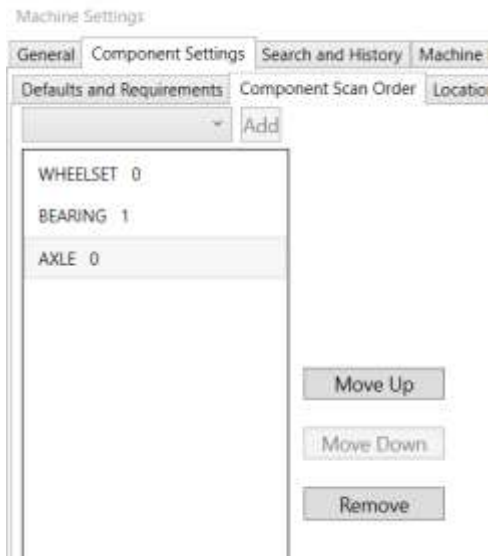 Machine Settings
General Component Settings Search and History Machine
Defaults and Requirements Component Scan Order Locatio
Add
WHEELSET 0
BEARING 1
AXLE 0
Move Up
Move Down
Remove